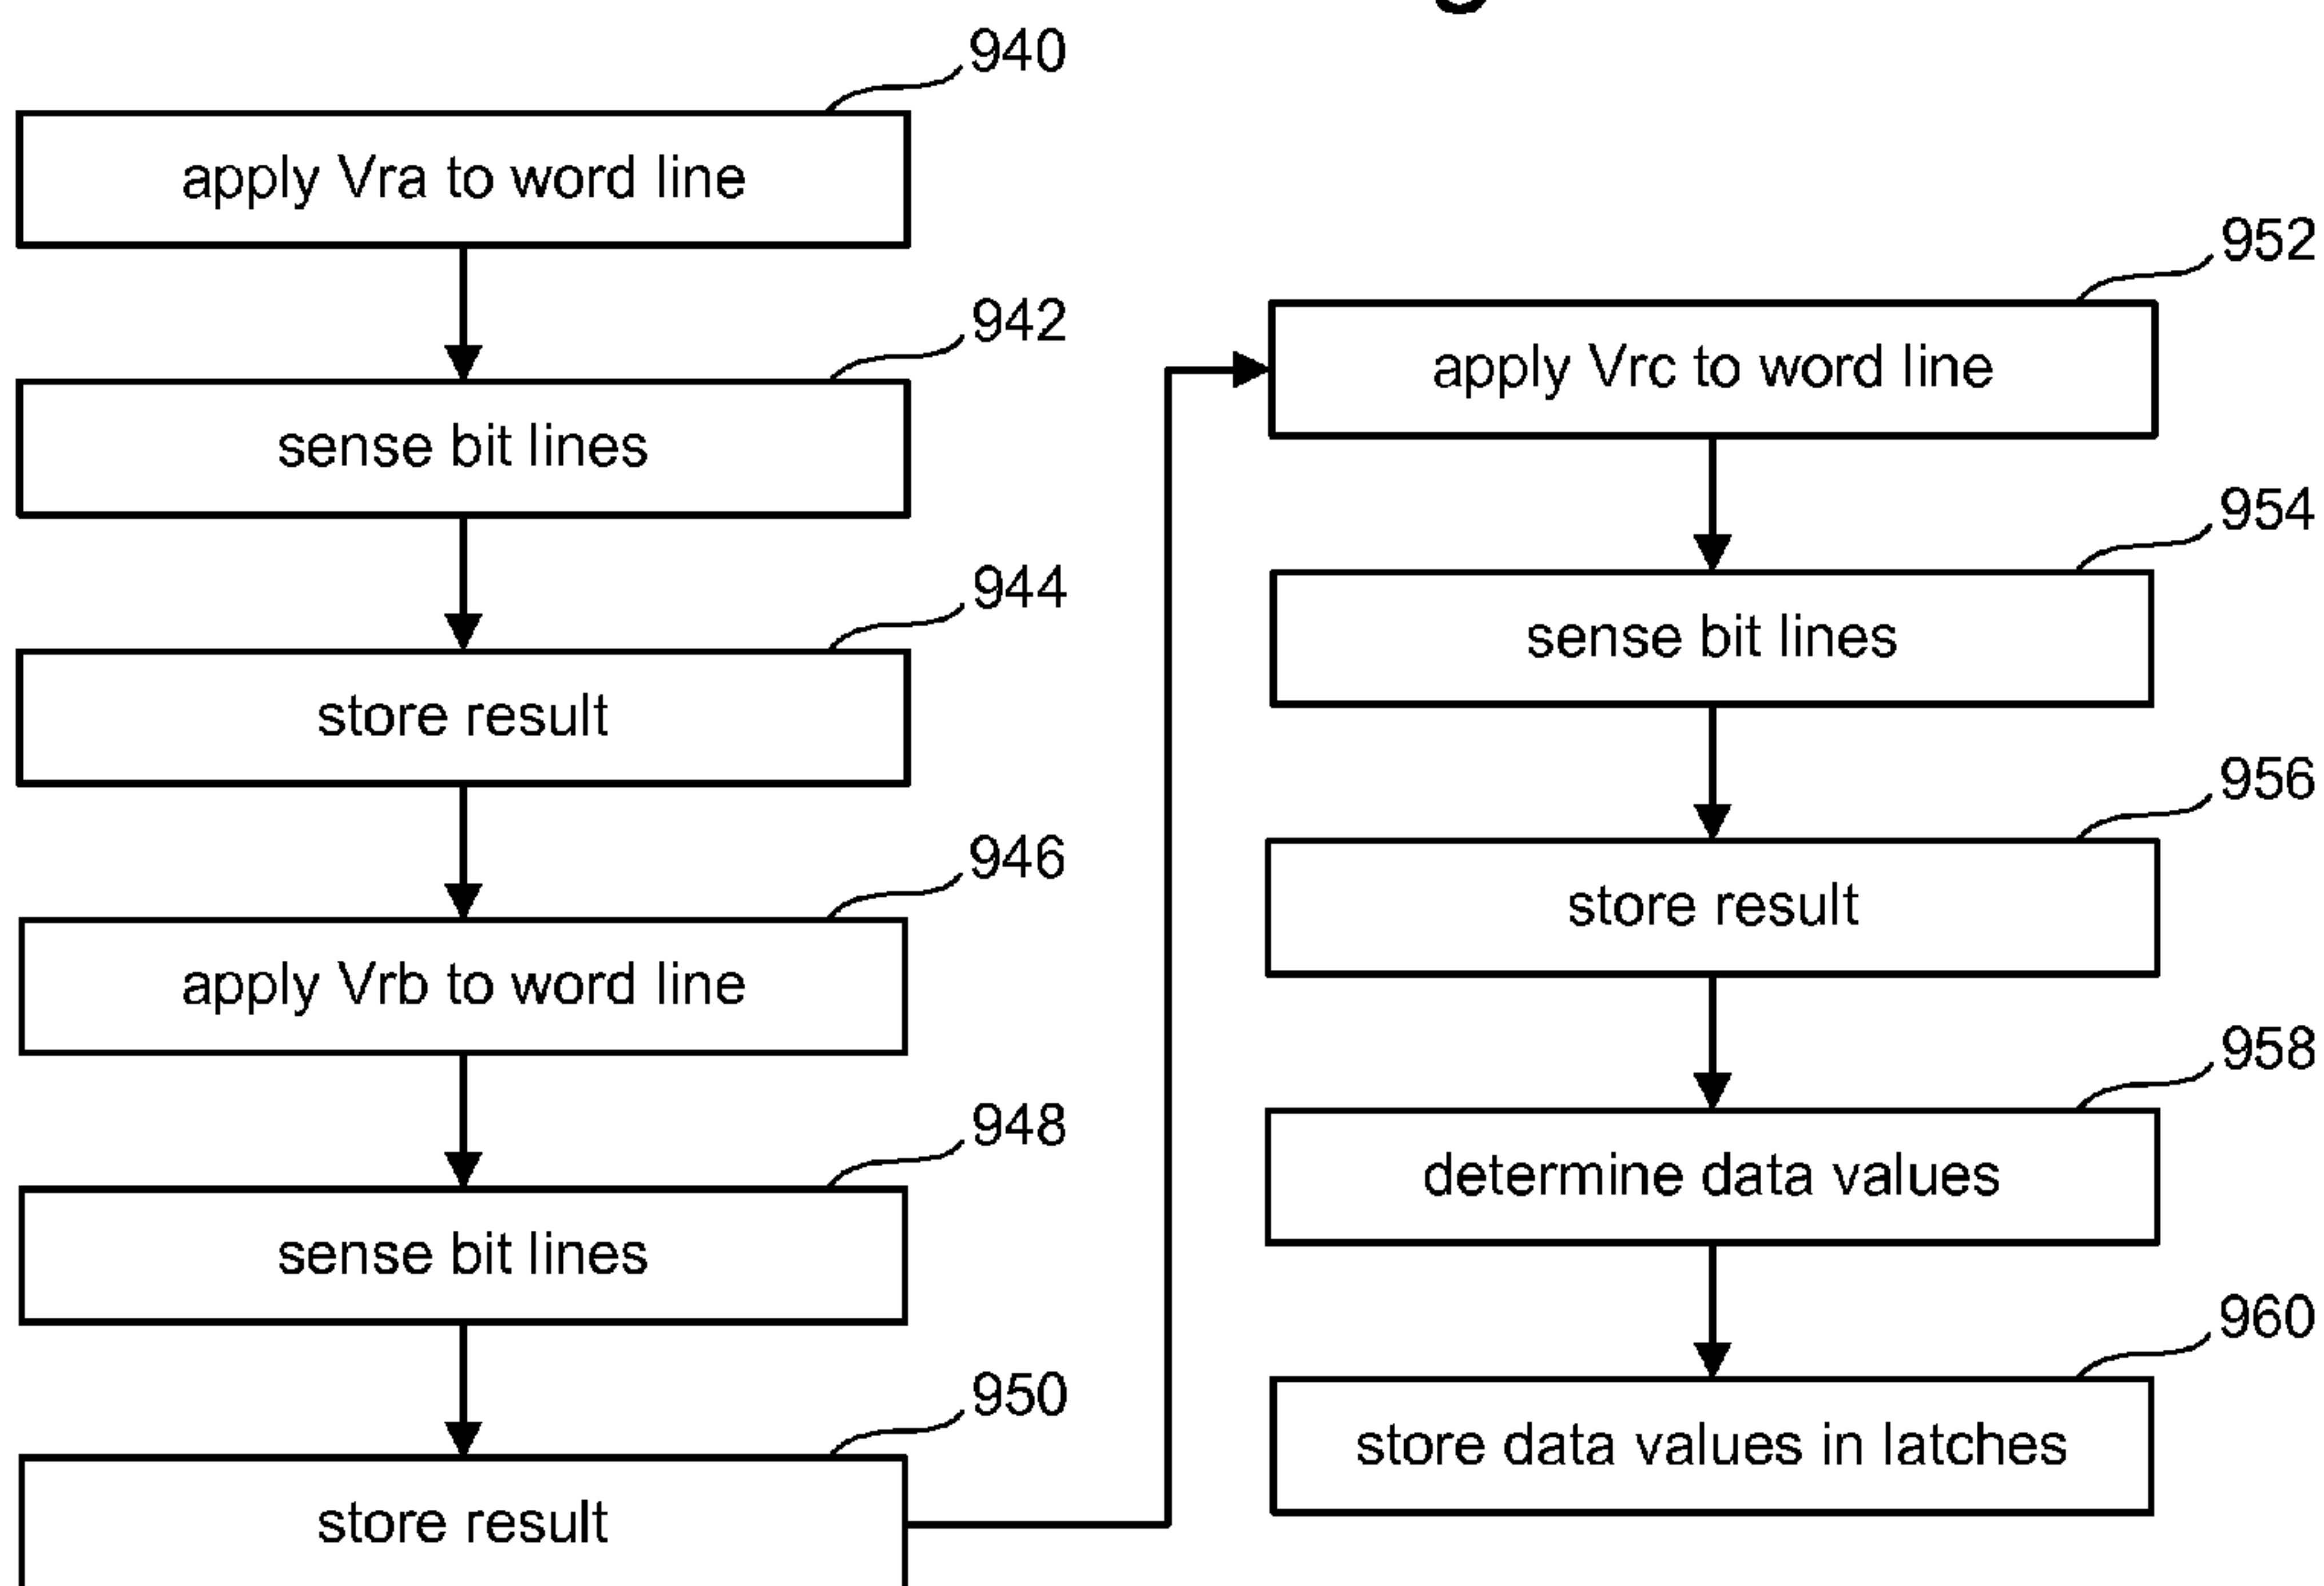 940
apply Vra to word line
942
sense bit lines
944
store result
946
apply Vrb to word line
948
sense bit lines
950
store result
952
apply Vrc to word line
954
sense bit lines
956
store result
958
determine data values
960
store data values in latches